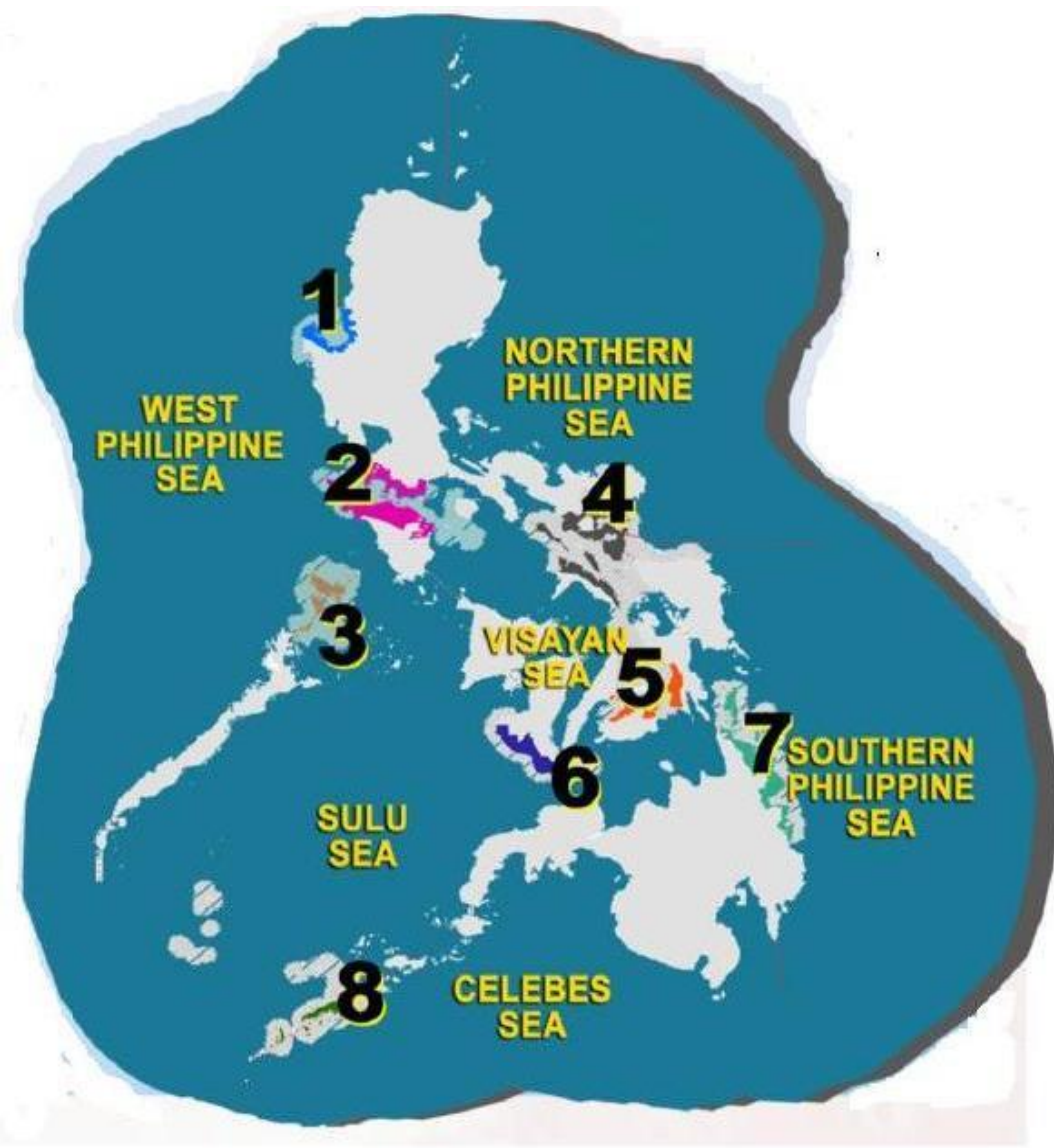 1
NORTHERN
PHILIPPINE
SEA
WEST
PHILIPPINE
SEA
2
4
3
VISAYAN
SEA
5
7
SOUTHERN
PHILIPPINE
SEA
6
SULU
SEA
8
CELEBES
SEA